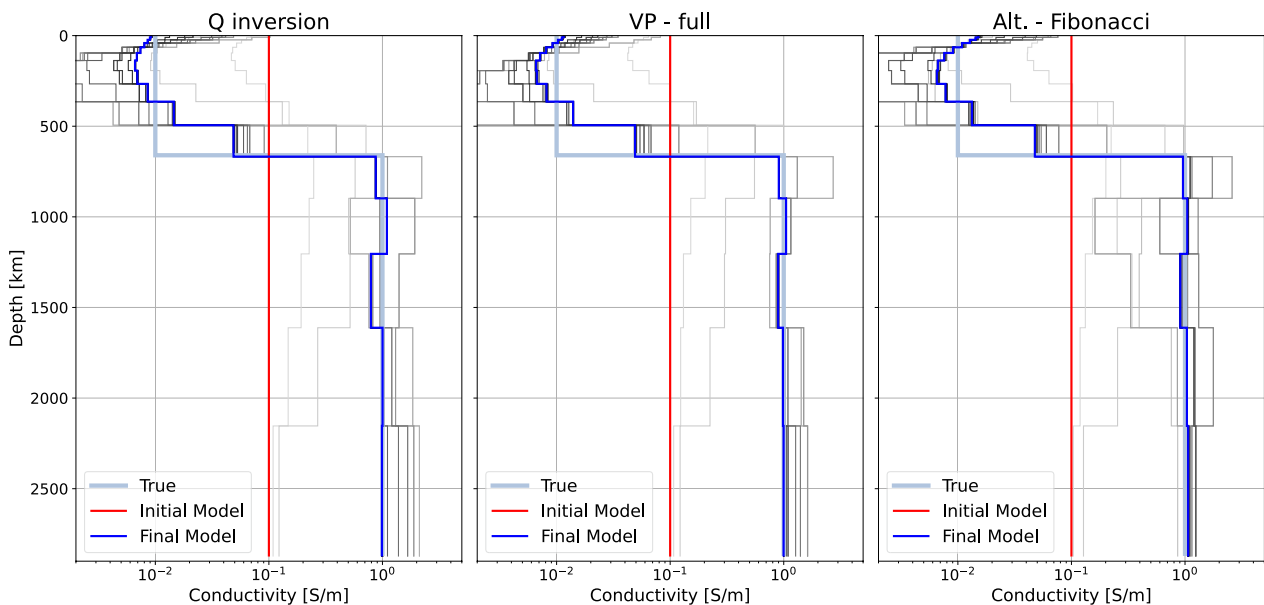 Q inversion
VP - full
Alt. - Fibonacci
Depth [km]
0
500
1000
1500
2000
2500
True
Initial Model
Final Model
True
Initial Model
Final Model
True
Initial Model
Final Model
10⁻²
10⁻¹
10⁰
10⁻²
10⁻¹
10⁰
10⁻²
10⁻¹
10⁰
Conductivity [S/m]
Conductivity [S/m]
Conductivity [S/m]